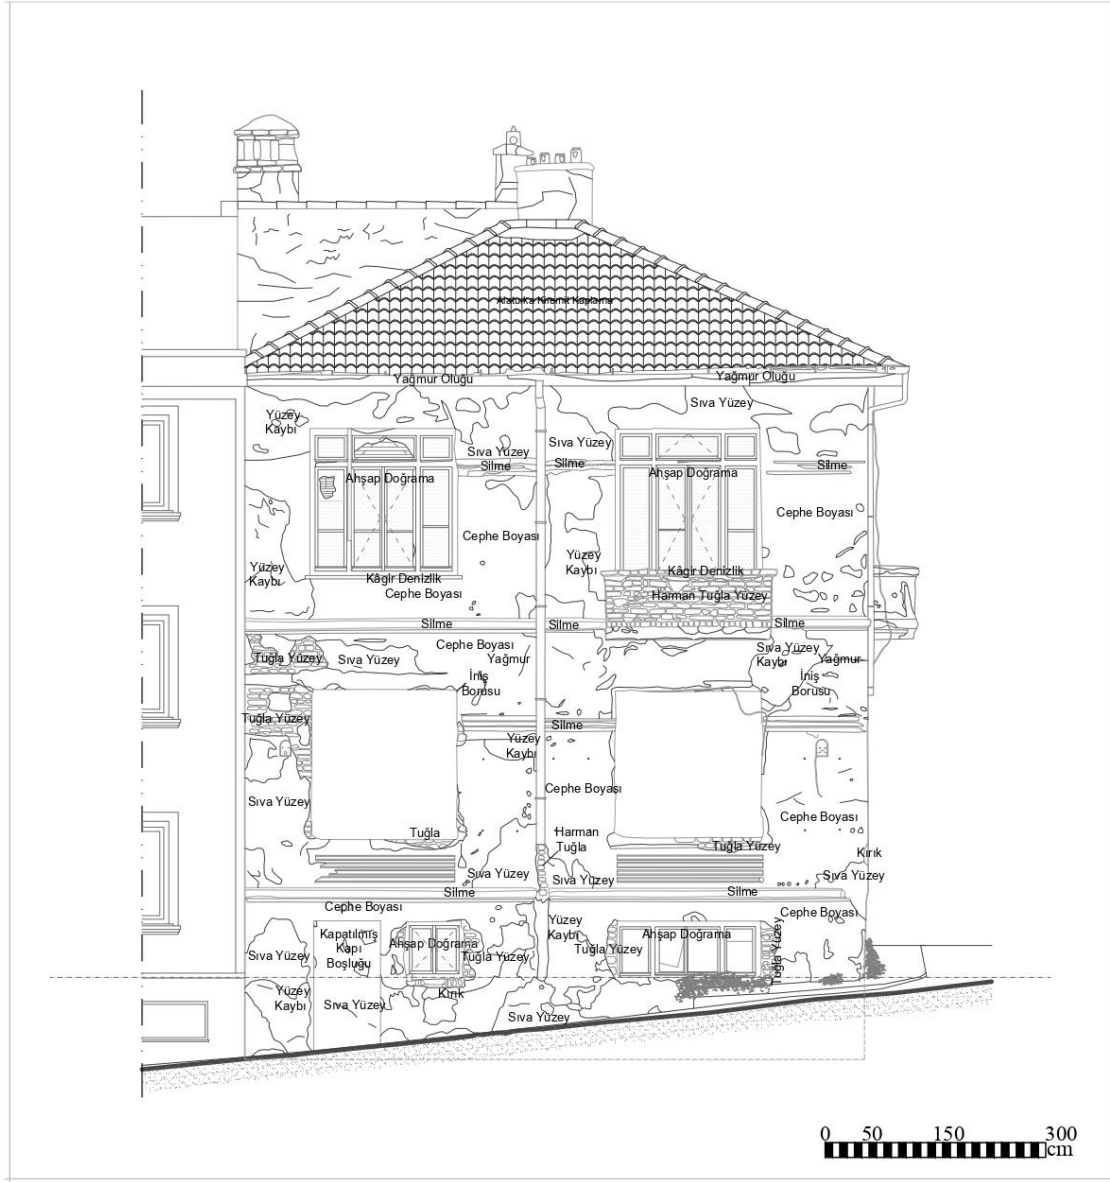 Alaturka Kiremit Kaplama
Yağmur Oluğu
Yağmur Oluğu
Sıva Yüzey
Yüzey
Kaybı
Sıva Yüzey
Silme
Sıva Yüzey
Silme
Silme
Ahşap Doğrama
Ahşap Doğrama
Cephe Boyası
Cephe Boyası
Yüzey
Kaybı
Yüzey
Kaybı
Kâgir Denizlik
Cephe Boyası
Kâgir Denizlik
Harman Tuğla Yüzey
Silme
Silme
Silme
Cephe Boyası
Tuğla Yüzey
Sıva Yüzey
Yağmur
İniş
Borusu
Sıva Yüzey
Kaybı
Yağmur
İniş
Borusu
Tuğla Yüzey
Silme
Yüzey
Kaybı
Cephe Boyası
Sıva Yüzey
Cephe Boyası
Tuğla
Harman
Tuğla
Tuğla Yüzey
Kırık
Sıva Yüzey
Sıva Yüzey
Sıva Yüzey
Silme
Silme
Cephe Boyası
Cephe Boyası
Yüzey
Kaybı
Kapatılmış
Kapı
Boşluğu
Ahşap Doğrama
Ahşap Doğrama
Sıva Yüzey
Tuğla Yüzey
Tuğla Yüzey
Tuğla Yüzey
Yüzey
Kaybı
Sıva Yüzey
Kırık
Sıva Yüzey
0 50 150 300
cm